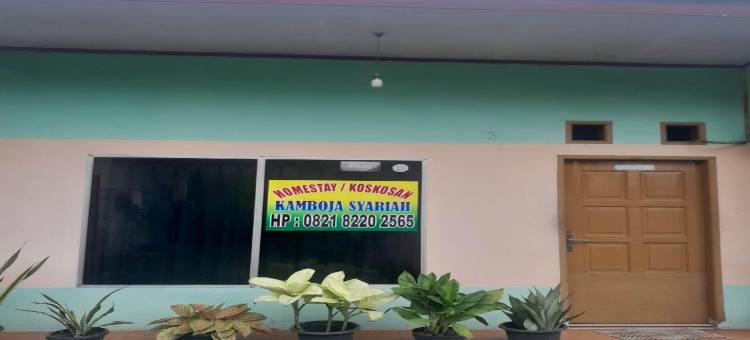 HOMESTAY / KOSKOSAN
KAMBOJA SYARIAH
HP : 0821 8220 2565